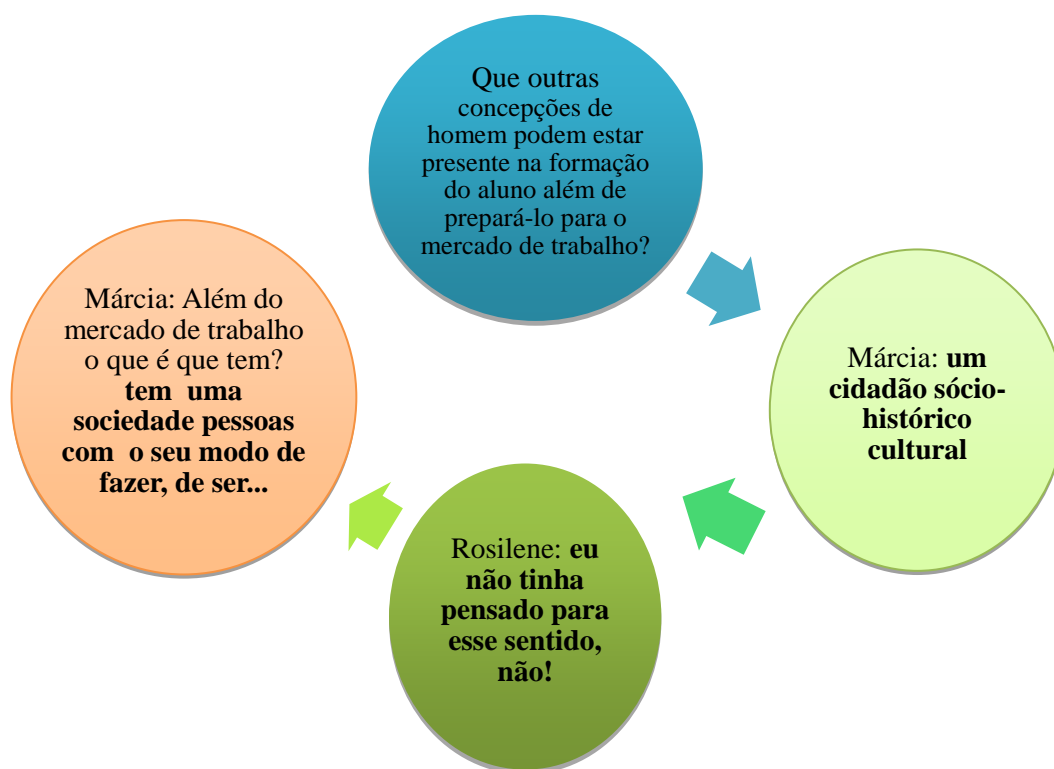 Que outras
concepções de
homem podem estar
presente na formação
do aluno além de
prepará-lo para o
mercado de trabalho?
Márcia: um
cidadão sócio-
histórico
cultural
Rosilene: eu
não tinha
pensado para
esse sentido,
não!
Márcia: Além do
mercado de trabalho
o que é que tem?
tem uma
sociedade pessoas
com o seu modo de
fazer, de ser...